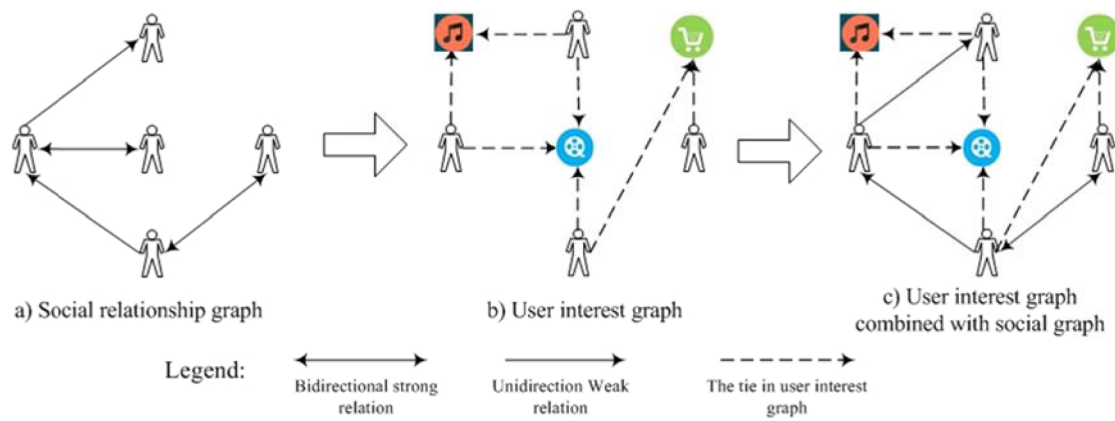 a) Social relationship graph
b) User interest graph
c) User interest graph
combined with social graph
Legend:
Bidirectional strong
relation
Unidirection Weak
relation
The tie in user interest
graph